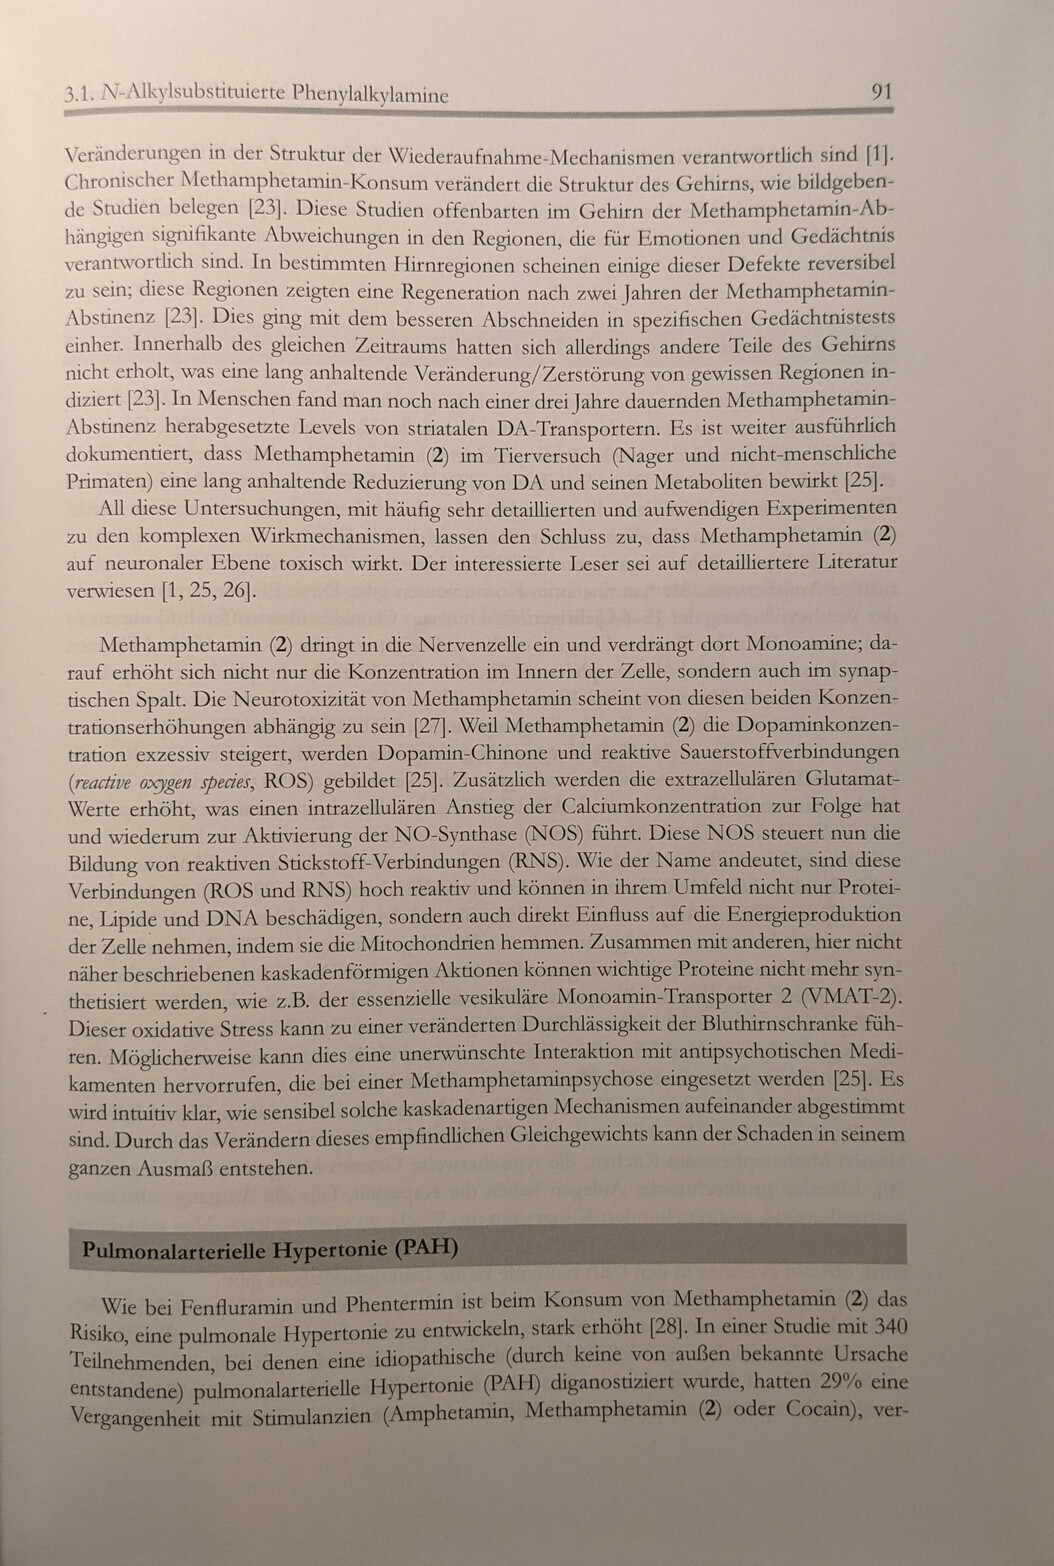 3.1. N-Alkylsubstituierte Phenylalkylamine 91
Veränderungen in der Struktur der Wiederaufnahme-Mechanismen verantwortlich sind [1].
Chronischer Methamphetamin-Konsum verändert die Struktur des Gehirns, wie bildgeben-
de Studien belegen [23]. Diese Studien offenbarten im Gehirn der Methamphetamin-Ab-
hängigen signifikante Abweichungen in den Regionen, die für Emotionen und Gedächtnis
verantwortlich sind. In bestimmten Hirnregionen scheinen einige dieser Defekte reversibel
zu sein; diese Regionen zeigten eine Regeneration nach zwei Jahren der Methamphetamin-
Abstinenz [23]. Dies ging mit dem besseren Abschneiden in spezifischen Gedächtnistests
einher. Innerhalb des gleichen Zeitraums hatten sich allerdings andere Teile des Gehirns
nicht erholt, was eine lang anhaltende Veränderung/Zerstörung von gewissen Regionen in-
diziert [23]. In Menschen fand man noch nach einer drei Jahre dauernden Methamphetamin-
Abstinenz herabgesetzte Levels von striatalen DA-Transportern. Es ist weiter ausführlich
dokumentiert, dass Methamphetamin (2) im Tierversuch (Nager und nicht-menschliche
Primaten) eine lang anhaltende Reduzierung von DA und seinen Metaboliten bewirkt [25].
All diese Untersuchungen, mit häufig sehr detaillierten und aufwendigen Experimenten
zu den komplexen Wirkmechanismen, lassen den Schluss zu, dass Methamphetamin (2)
auf neuronaler Ebene toxisch wirkt. Der interessierte Leser sei auf detailliertere Literatur
verwiesen [1, 25, 26].
Methamphetamin (2) dringt in die Nervenzelle ein und verdrängt dort Monoamine; da-
rauf erhöht sich nicht nur die Konzentration im Innern der Zelle, sondern auch im synap-
tischen Spalt. Die Neurotoxizität von Methamphetamin scheint von diesen beiden Konzen-
trationserhöhungen abhängig zu sein [27]. Weil Methamphetamin (2) die Dopaminkonzen-
tration exzessiv steigert, werden Dopamin-Chinone und reaktive Sauerstoffverbindungen
(reactive oxygen species, ROS) gebildet [25]. Zusätzlich werden die extrazellulären Glutamat-
Werte erhöht, was einen intrazellulären Anstieg der Calciumkonzentration zur Folge hat
und wiederum zur Aktivierung der NO-Synthase (NOS) führt. Diese NOS steuert nun die
Bildung von reaktiven Stickstoff-Verbindungen (RNS). Wie der Name andeutet, sind diese
Verbindungen (ROS und RNS) hoch reaktiv und können in ihrem Umfeld nicht nur Protei-
ne, Lipide und DNA beschädigen, sondern auch direkt Einfluss auf die Energieproduktion
der Zelle nehmen, indem sie die Mitochondrien hemmen. Zusammen mit anderen, hier nicht
näher beschriebenen kaskadenförmigen Aktionen können wichtige Proteine nicht mehr syn-
thetisiert werden, wie z.B. der essenzielle vesikuläre Monoamin-Transporter 2 (VMAT-2).
Dieser oxidative Stress kann zu einer veränderten Durchlässigkeit der Bluthirnschranke füh-
ren. Möglicherweise kann dies eine unerwünschte Interaktion mit antipsychotischen Medi-
kamenten hervorrufen, die bei einer Methamphetaminpsychose eingesetzt werden [25]. Es
wird intuitiv klar, wie sensibel solche kaskadenartigen Mechanismen aufeinander abgestimmt
sind. Durch das Verändern dieses empfindlichen Gleichgewichts kann der Schaden in seinem
ganzen Ausmaß entstehen.
Pulmonalarterielle Hypertonie (PAH)
Wie bei Fenfluramin und Phentermin ist beim Konsum von Methamphetamin (2) das
Risiko, eine pulmonale Hypertonie zu entwickeln, stark erhöht [28]. In einer Studie mit 340
Teilnehmenden, bei denen eine idiopathische (durch keine von außen bekannte Ursache
entstandene) pulmonalarterielle Hypertonie (PAH) diganostiziert wurde, hatten 29% eine
Vergangenheit mit Stimulanzien (Amphetamin, Methamphetamin (2) oder Cocain), ver-